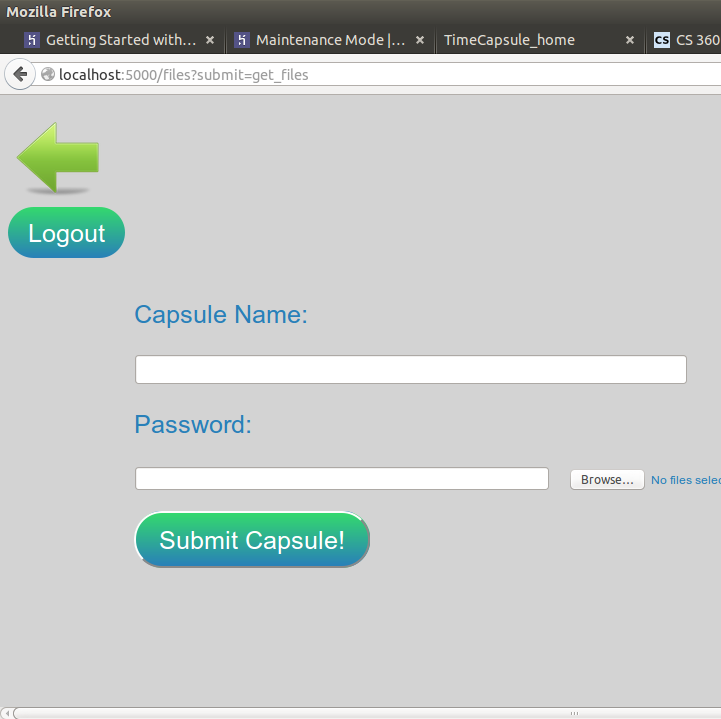 Mozilla Firefox
Getting Started with... × Maintenance Mode |... × TimeCapsule_home × CS CS 360
localhost:5000/files?submit=get_files
Logout
Capsule Name:
Password:
Browse... No files selec
Submit Capsule!